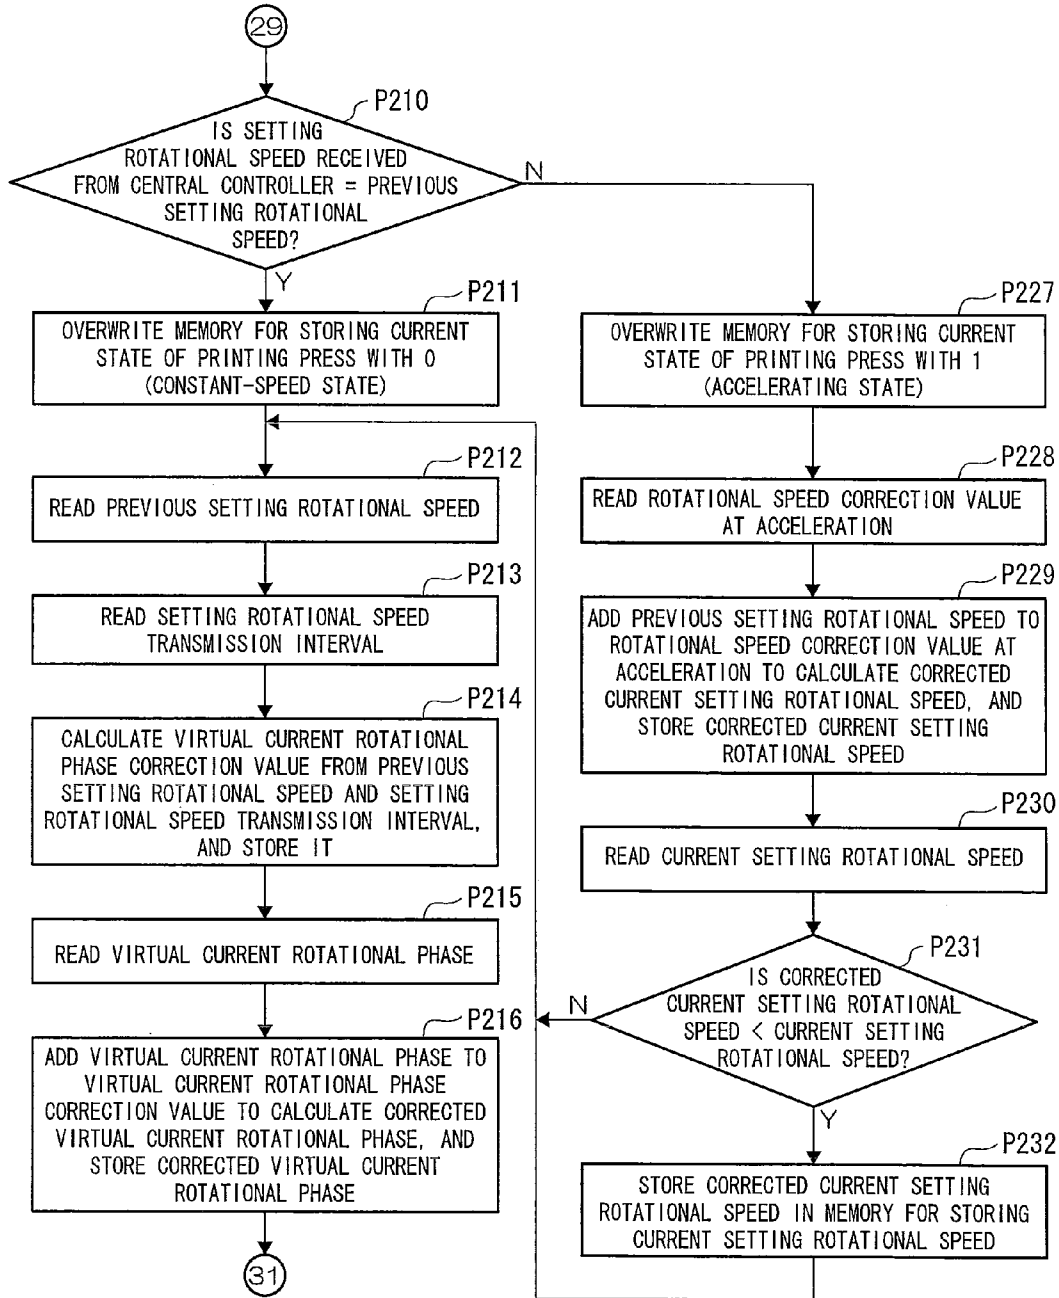 29
P210
IS SETTING
ROTATIONAL SPEED RECEIVED
FROM CENTRAL CONTROLLER = PREVIOUS
SETTING ROTATIONAL
SPEED?
N
Y
P211
OVERWRITE MEMORY FOR STORING CURRENT
STATE OF PRINTING PRESS WITH 0
(CONSTANT-SPEED STATE)
P212
READ PREVIOUS SETTING ROTATIONAL SPEED
P213
READ SETTING ROTATIONAL SPEED
TRANSMISSION INTERVAL
P214
CALCULATE VIRTUAL CURRENT ROTATIONAL
PHASE CORRECTION VALUE FROM PREVIOUS
SETTING ROTATIONAL SPEED AND SETTING
ROTATIONAL SPEED TRANSMISSION INTERVAL,
AND STORE IT
P215
READ VIRTUAL CURRENT ROTATIONAL PHASE
P216
ADD VIRTUAL CURRENT ROTATIONAL PHASE TO
VIRTUAL CURRENT ROTATIONAL PHASE
CORRECTION VALUE TO CALCULATE CORRECTED
VIRTUAL CURRENT ROTATIONAL PHASE, AND
STORE CORRECTED VIRTUAL CURRENT
ROTATIONAL PHASE
31
P227
OVERWRITE MEMORY FOR STORING CURRENT
STATE OF PRINTING PRESS WITH 1
(ACCELERATING STATE)
P228
READ ROTATIONAL SPEED CORRECTION VALUE
AT ACCELERATION
P229
ADD PREVIOUS SETTING ROTATIONAL SPEED TO
ROTATIONAL SPEED CORRECTION VALUE AT
ACCELERATION TO CALCULATE CORRECTED
CURRENT SETTING ROTATIONAL SPEED, AND
STORE CORRECTED CURRENT SETTING
ROTATIONAL SPEED
P230
READ CURRENT SETTING ROTATIONAL SPEED
P231
IS CORRECTED
CURRENT SETTING ROTATIONAL
SPEED < CURRENT SETTING
ROTATIONAL SPEED?
N
Y
P232
STORE CORRECTED CURRENT SETTING
ROTATIONAL SPEED IN MEMORY FOR STORING
CURRENT SETTING ROTATIONAL SPEED